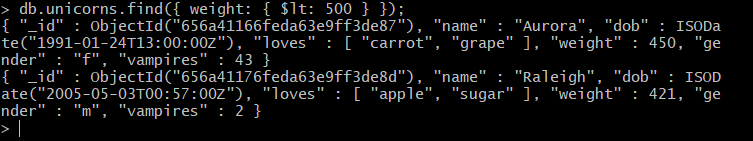 > db.unicorns.find({ weight: { $lt: 500 } });
{ "_id" : ObjectId("656a41166feda63e9ff3de87"), "name" : "Aurora", "dob" : ISODa
te("1991-01-24T13:00:00Z"), "loves" : [ "carrot", "grape" ], "weight" : 450, "ge
nder" : "f", "vampires" : 43 }
{ "_id" : ObjectId("656a41176feda63e9ff3de8d"), "name" : "Raleigh", "dob" : ISOD
ate("2005-05-03T00:57:00Z"), "loves" : [ "apple", "sugar" ], "weight" : 421, "ge
nder" : "m", "vampires" : 2 }
>